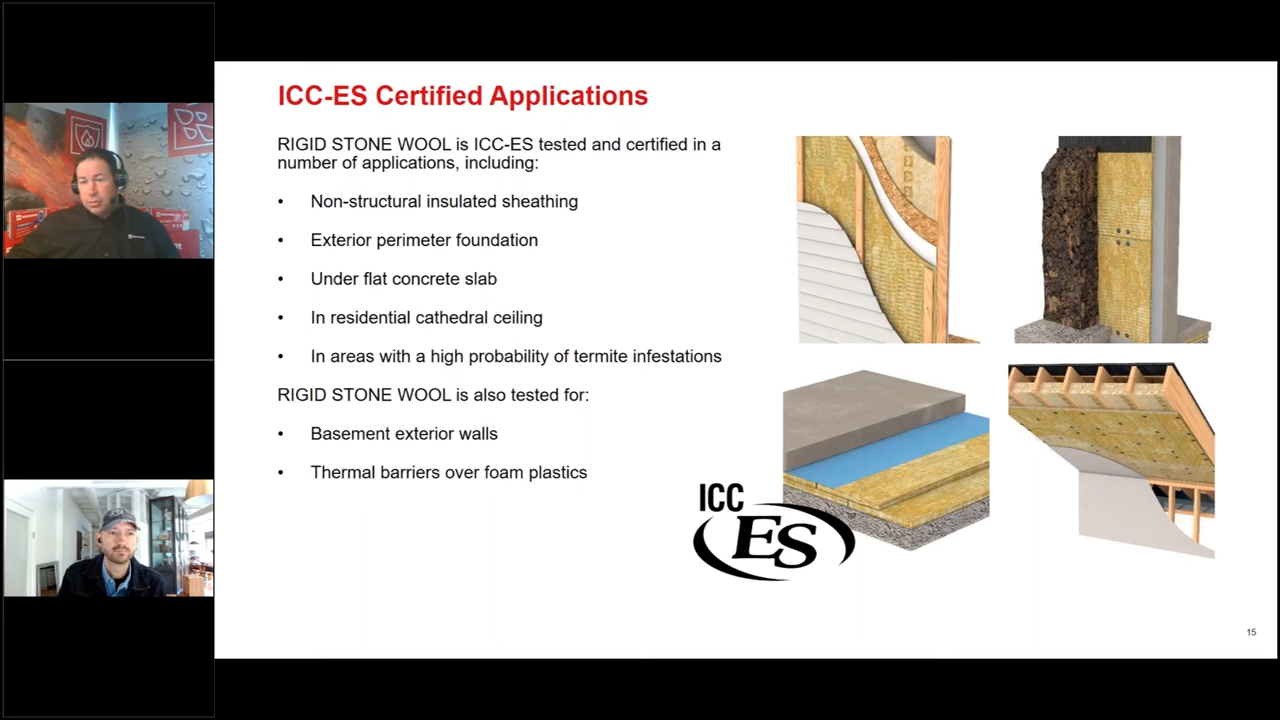 ICC-ES Certified Applications
RIGID STONE WOOL is ICC-ES tested and certified in a
number of applications, including:
• Non-structural insulated sheathing
• Exterior perimeter foundation
• Under flat concrete slab
• In residential cathedral ceiling
• In areas with a high probability of termite infestations
RIGID STONE WOOL is also tested for:
• Basement exterior walls
• Thermal barriers over foam plastics
ICC
ES
15